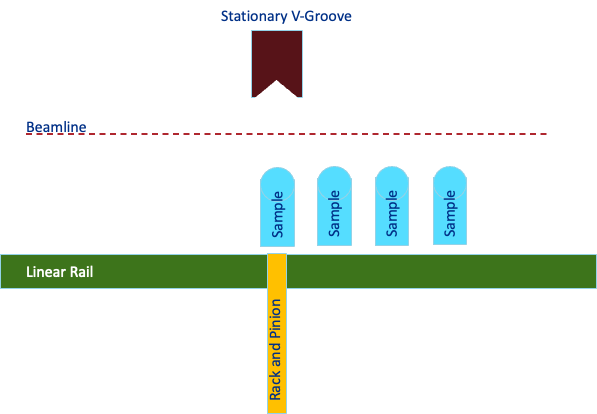 Stationary V-Groove
Beamline
Sample
Sample
Sample
Sample
Linear Rail
Rack and Pinion